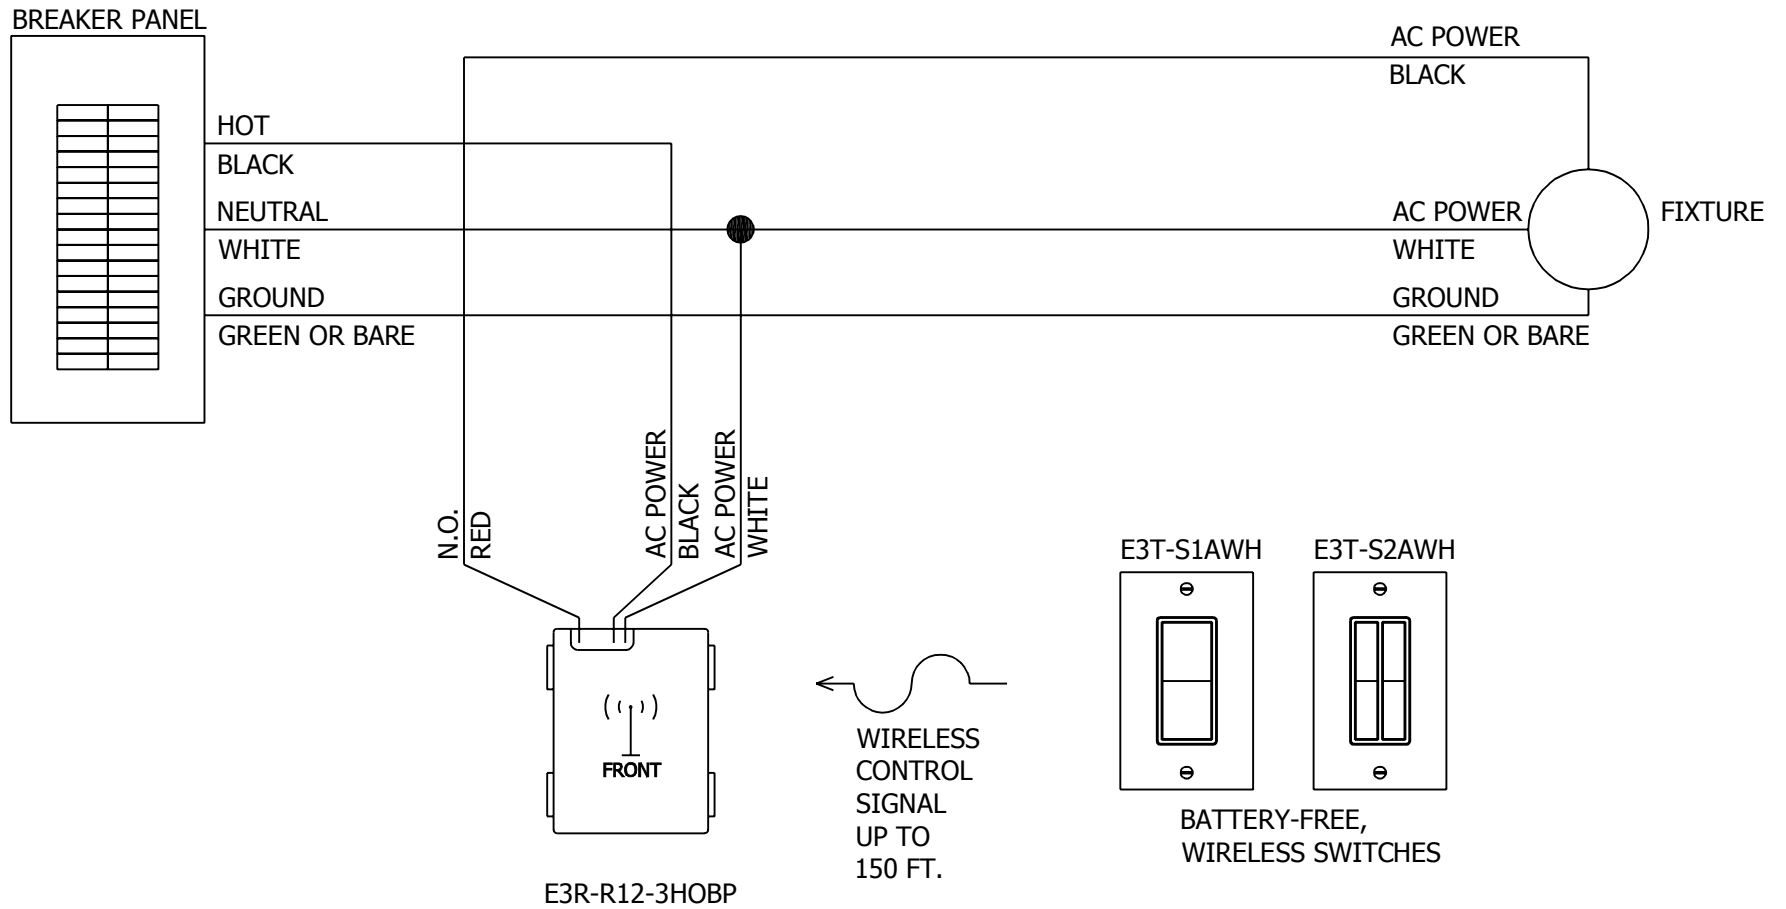 BREAKER PANEL
AC POWER
BLACK
HOT
BLACK
NEUTRAL
WHITE
AC POWER
WHITE
FIXTURE
GROUND
GREEN OR BARE
GROUND
GREEN OR BARE
N.O.
RED
AC POWER
BLACK
AC POWER
WHITE
E3T-S1AWH
E3T-S2AWH
FRONT
WIRELESS
CONTROL
SIGNAL
UP TO
150 FT.
BATTERY-FREE,
WIRELESS SWITCHES
E3R-R12-3HOBP